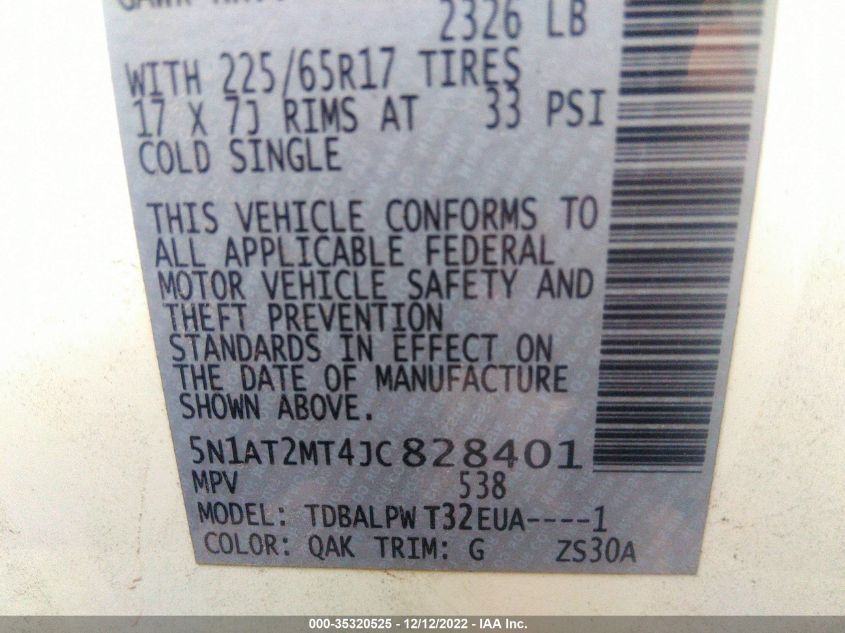 2326 LB
WITH 225/65R17 TIRES
17 X 7J RIMS AT 33 PSI
COLD SINGLE
THIS VEHICLE CONFORMS TO
ALL APPLICABLE FEDERAL
MOTOR VEHICLE SAFETY AND
THEFT PREVENTION
STANDARDS IN EFFECT ON
THE DATE OF MANUFACTURE
SHOWN ABOVE.
5N1AT2MT4JC828401
MPV 538
MODEL: TDBALPW T32EUA----1
COLOR: QAK TRIM: G ZS30A
000-35320525 - 12/12/2022 - IAA Inc.